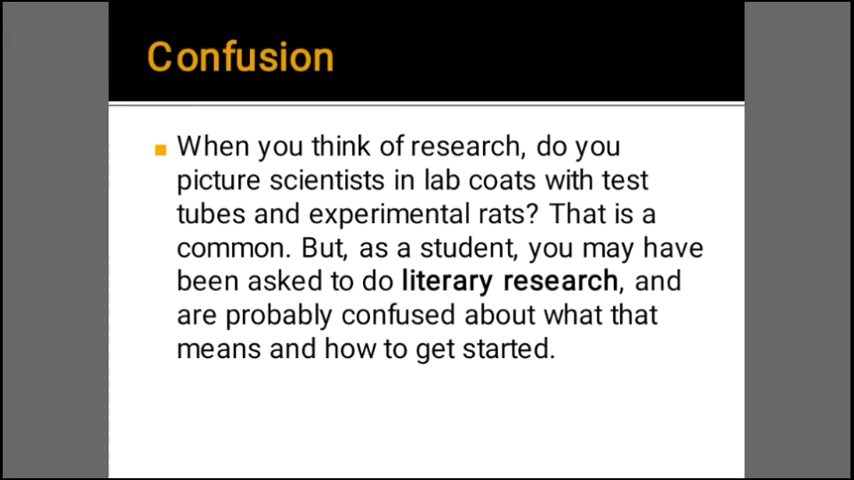 Confusion
When you think of research, do you
picture scientists in lab coats with test
tubes and experimental rats? That is a
common. But, as a student, you may have
been asked to do literary research, and
are probably confused about what that
means and how to get started.